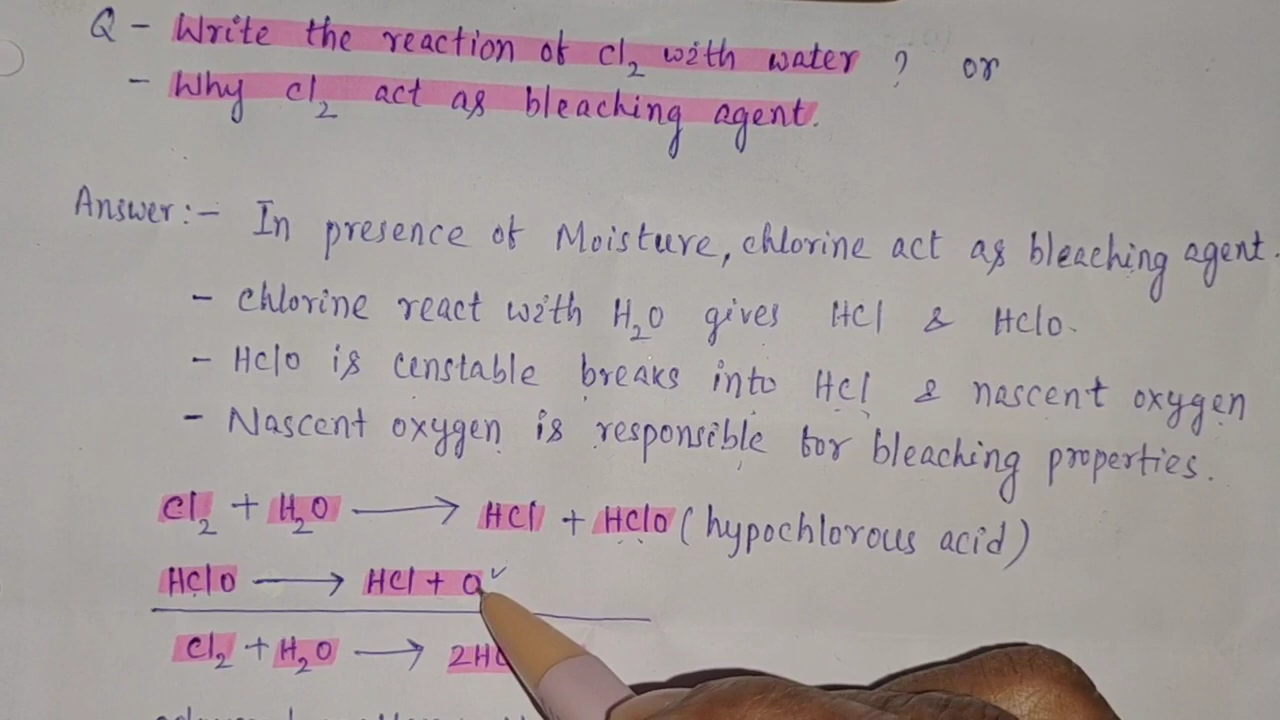 Q - Write the reaction of Cl₂ with water ? or
- Why Cl₂ act as bleaching agent.
Answer:- In presence of Moisture, chlorine act as bleaching agent.
- Chlorine react with H₂O gives HCl & HClO.
- HClO is unstable breaks into HCl & nascent oxygen
- Nascent oxygen is responsible for bleaching properties.
Cl₂ + H₂O ⟶ HCl + HClO (hypochlorous acid)
HClO ⟶ HCl + O
Cl₂ + H₂O ⟶ 2HC